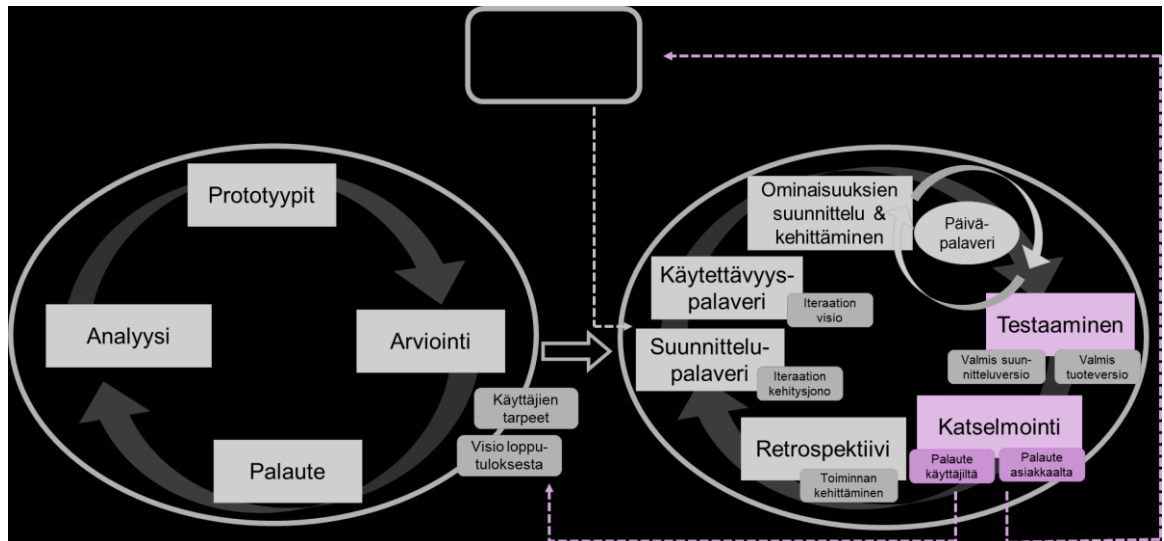 Prototyypit
Analyysi
Arviointi
Palaute
Käyttäjien
tarpeet
Visio loppu-
tuloksesta
Ominaisuuksien
suunnittelu &
kehittäminen
Päivä-
palaveri
Käytettävyys-
palaveri
Iteraation
visio
Suunnittelu-
palaveri
Iteraation
kehitysjono
Testaaminen
Valmis suun-
nitteluversio
Valmis
tuoteversio
Katselmointi
Palaute
käyttäjiltä
Palaute
asiakkaalta
Retrospektiivi
Toiminnan
kehittäminen